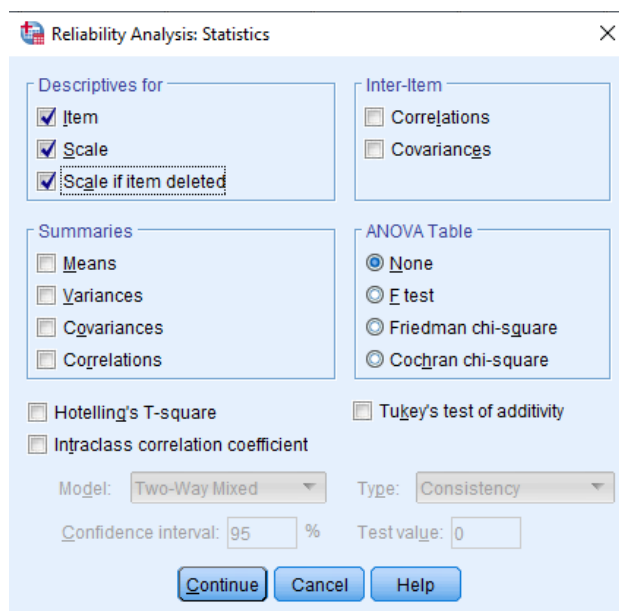 Reliability Analysis: Statistics
Descriptives for
Item
Scale
Scale if item deleted
Inter-Item
Correlations
Covariances
Summaries
Means
Variances
Covariances
Correlations
ANOVA Table
None
F test
Friedman chi-square
Cochran chi-square
Hotelling's T-square
Tukey's test of additivity
Intraclass correlation coefficient
Model: Two-Way Mixed Type: Consistency
Confidence interval: 95 % Test value: 0
Continue Cancel Help